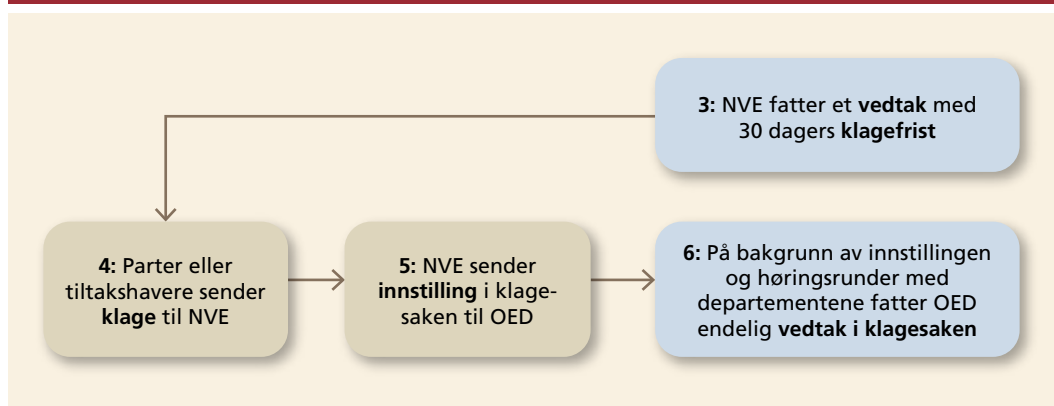 3: NVE fatter et vedtak med
30 dagers klagefrist
4: Parter eller
tiltakshavere sender
klage til NVE
5: NVE sender
innstilling i klage-
saken til OED
6: På bakgrunn av innstillingen
og høringsrunder med
departementene fatter OED
endelig vedtak i klagesaken